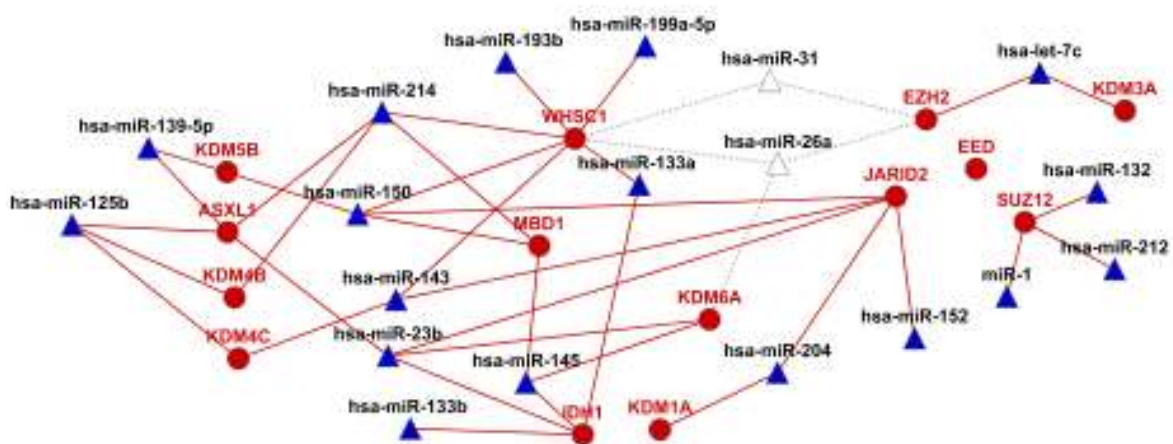 hsa-miR-199a-5p
hsa-miR-193b
hsa-miR-31
hsa-let-7c
hsa-miR-214
KDM3A
WHSC1
EZH2
hsa-miR-139-5p
KDM5B
hsa-miR-26a
EED
hsa-miR-133a
hsa-miR-132
hsa-miR-150
JARID2
hsa-miR-125b
ASXL1
SUZ12
MBD1
hsa-miR-212
KDM4B
hsa-miR-143
miR-1
KDM6A
KDM4C
hsa-miR-23b
hsa-miR-152
hsa-miR-145
hsa-miR-204
hsa-miR-133b
IDH1
KDM1A